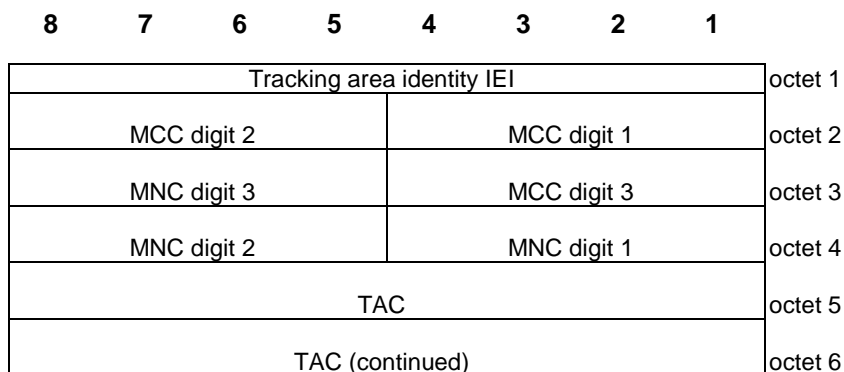 8 7 6 5 4 3 2 1
Tracking area identity IEI octet 1
MCC digit 2 MCC digit 1 octet 2
MNC digit 3 MCC digit 3 octet 3
MNC digit 2 MNC digit 1 octet 4
TAC octet 5
TAC (continued) octet 6